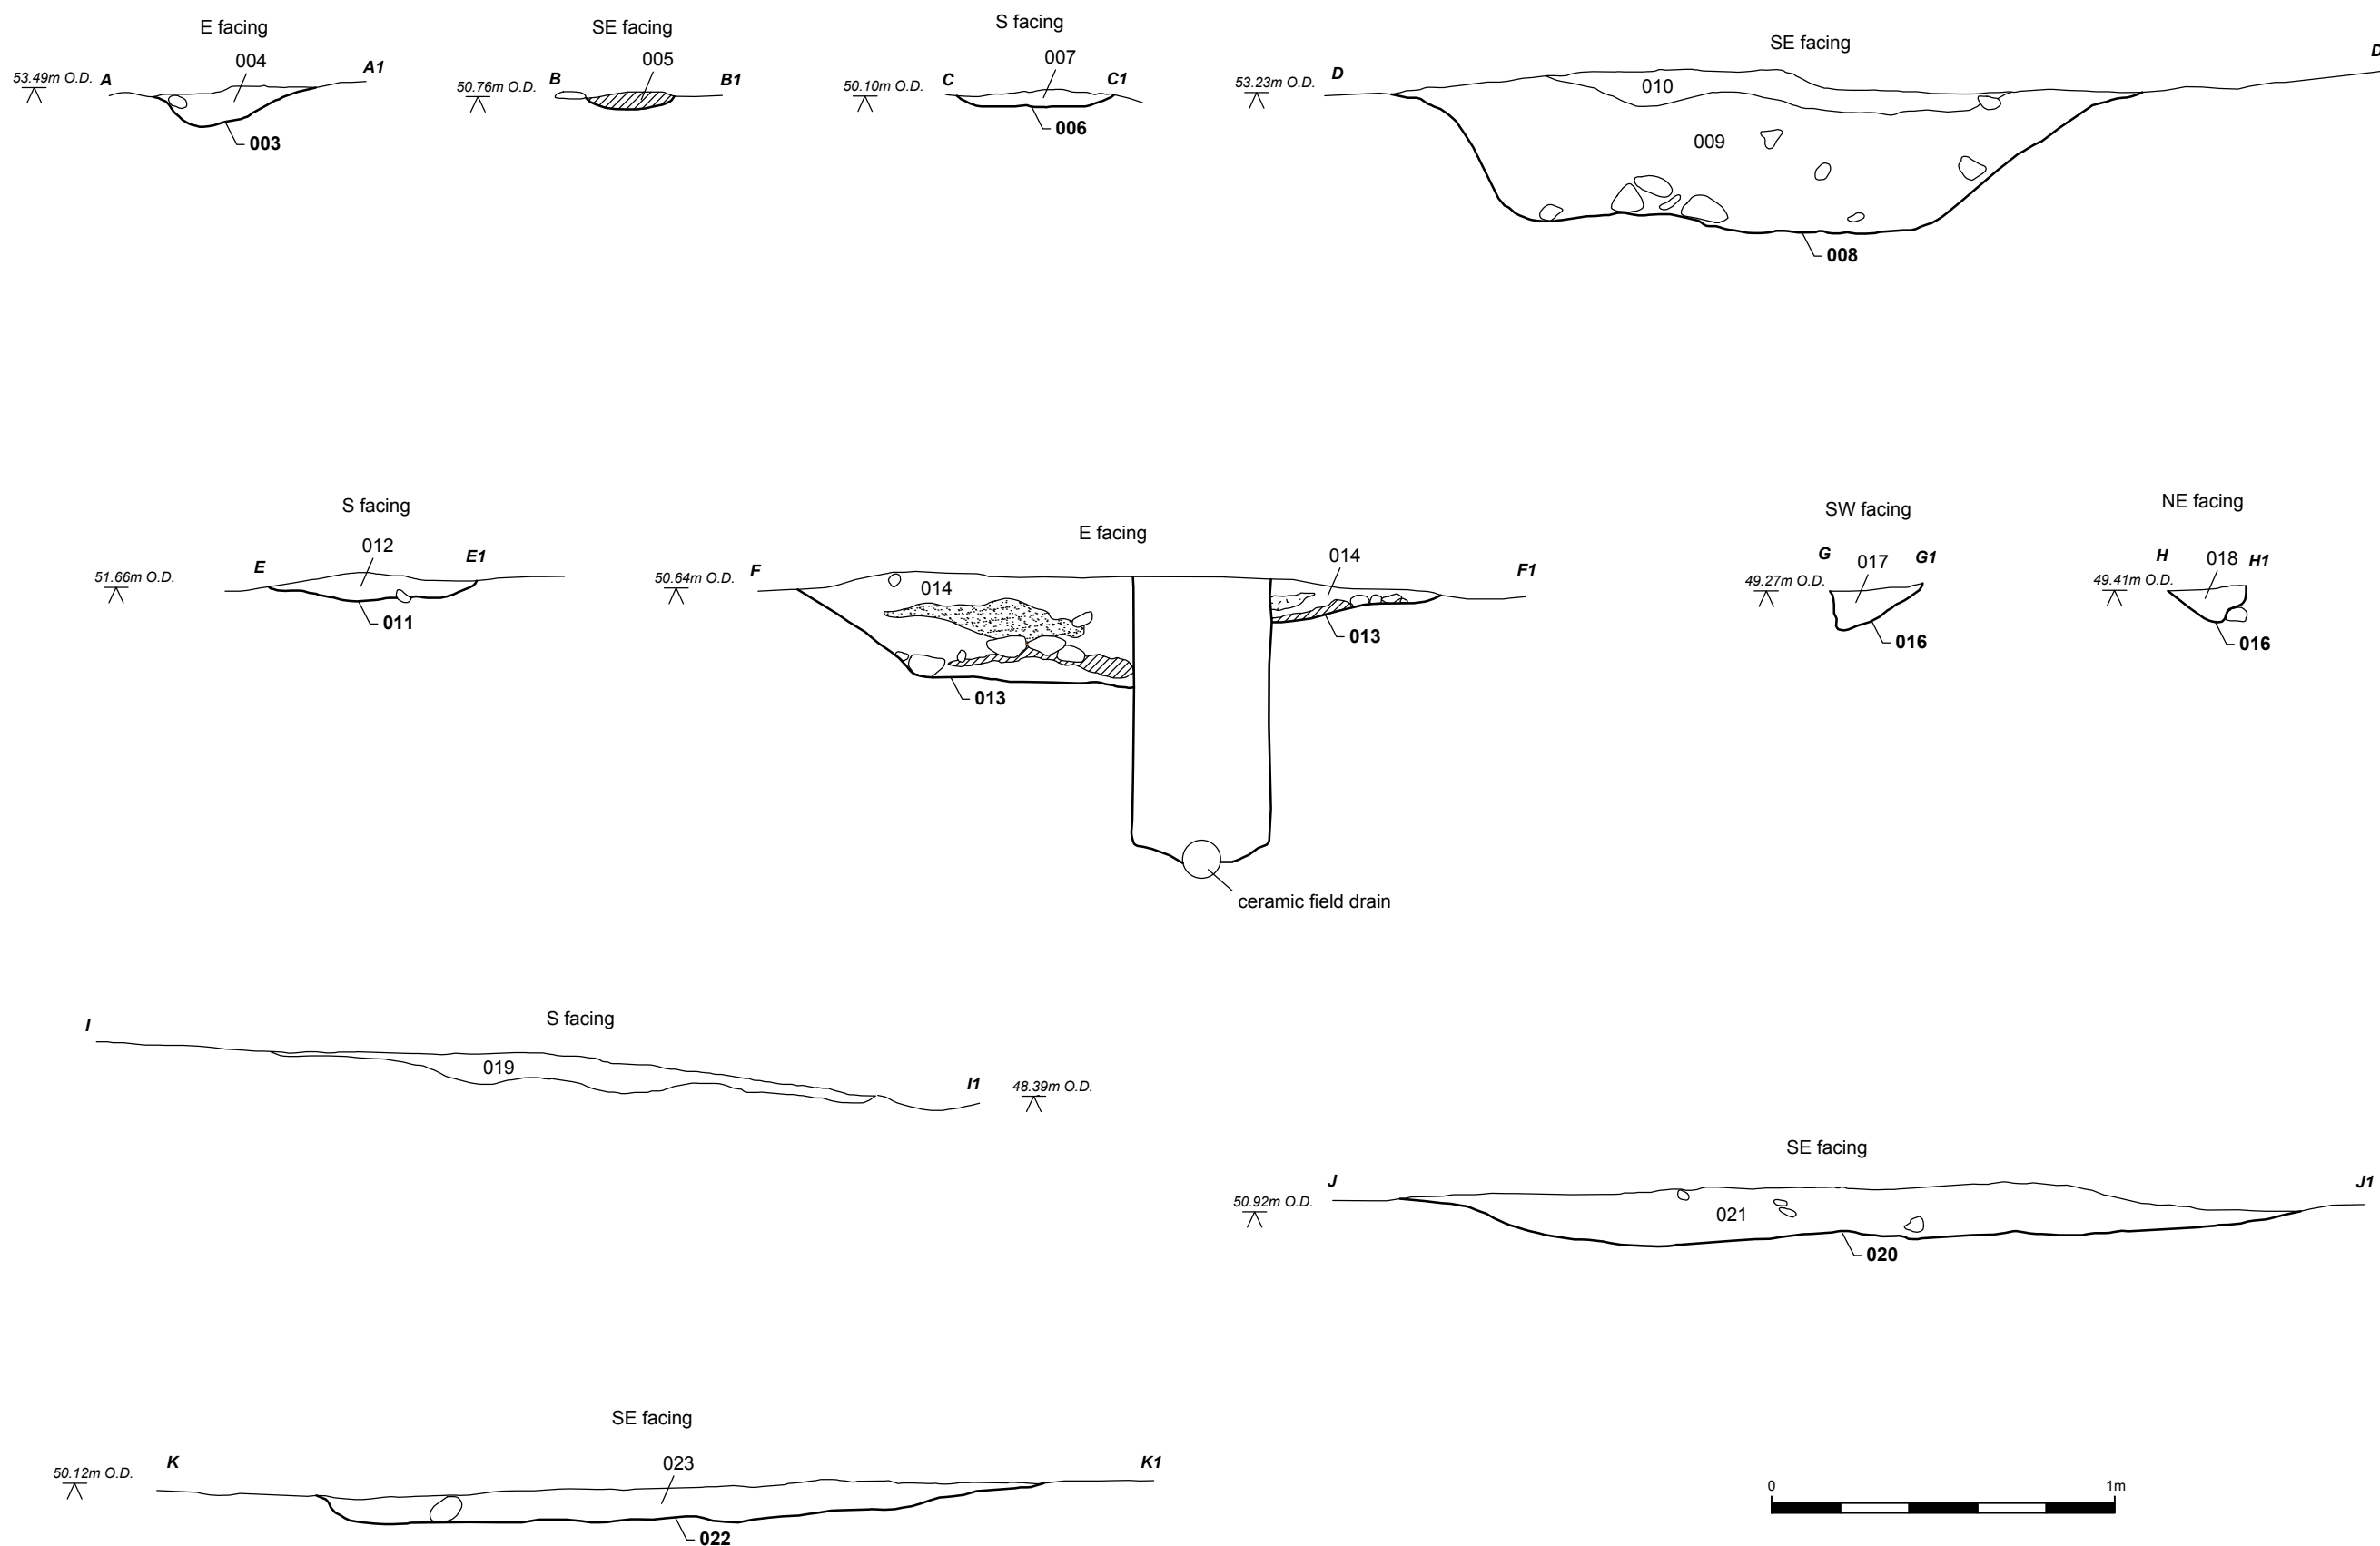 E facing
004
53.49m O.D. A A1
003
SE facing
005
50.76m O.D. B B1
S facing
007
50.10m O.D. C C1
006
SE facing
53.23m O.D. D
010
009
008
S facing
012
51.66m O.D. E E1
011
E facing
50.64m O.D. F 014 014 F1
013
013
ceramic field drain
SW facing
G 017 G1
49.27m O.D.
016
NE facing
H 018 H1
49.41m O.D.
016
S facing
I
019
I1 48.39m O.D.
SE facing
J J1
50.92m O.D.
021
020
SE facing
K 023 K1
50.12m O.D.
022
0 1m